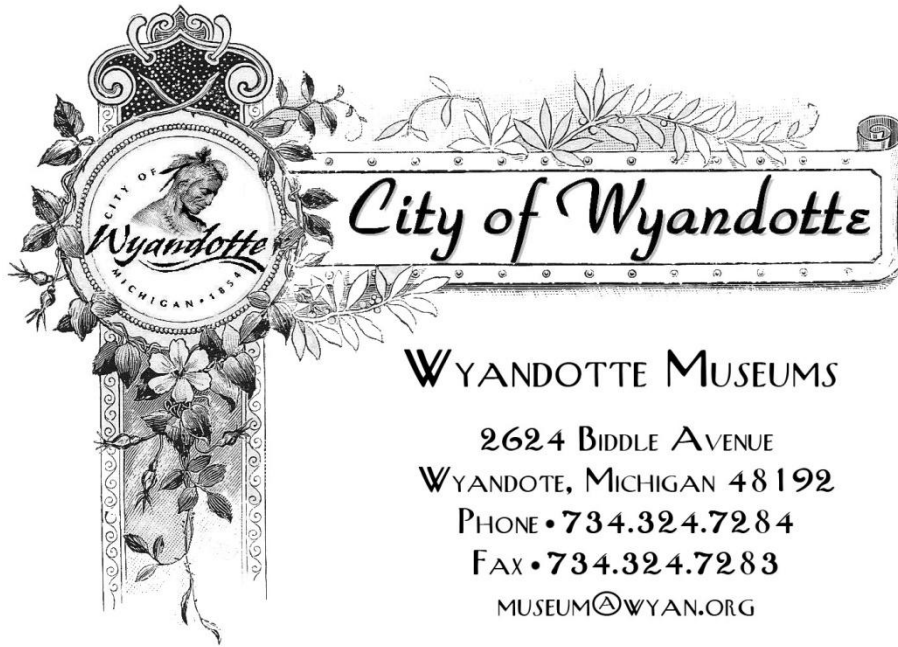 CITY OF
Wyandotte
MICHIGAN • 1854
City of Wyandotte
WYANDOTTE MUSEUMS
2624 BIDDLE AVENUE
WYANDOTE, MICHIGAN 48192
PHONE • 734.324.7284
FAX • 734.324.7283
MUSEUM@WYAN.ORG